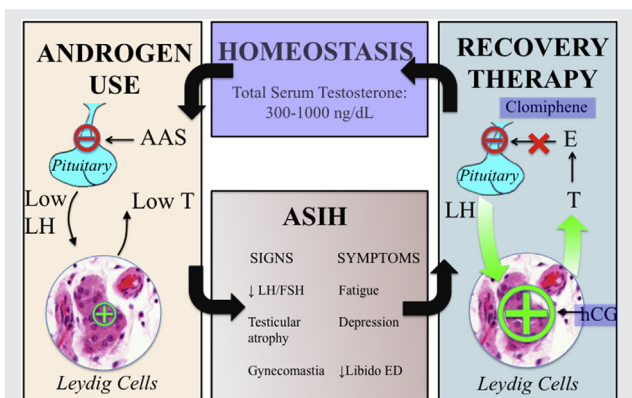 ANDROGEN
USE
AAS
Pituitary
Low
LH
Low T
Leydig Cells
HOMEOSTASIS
Total Serum Testosterone:
300-1000 ng/dL
ASIH
SIGNS
↓ LH/FSH
Testicular
atrophy
Gynecomastia
SYMPTOMS
Fatigue
Depression
↓Libido ED
RECOVERY
THERAPY
Clomiphene
E
Pituitary
T
LH
hCG
Leydig Cells